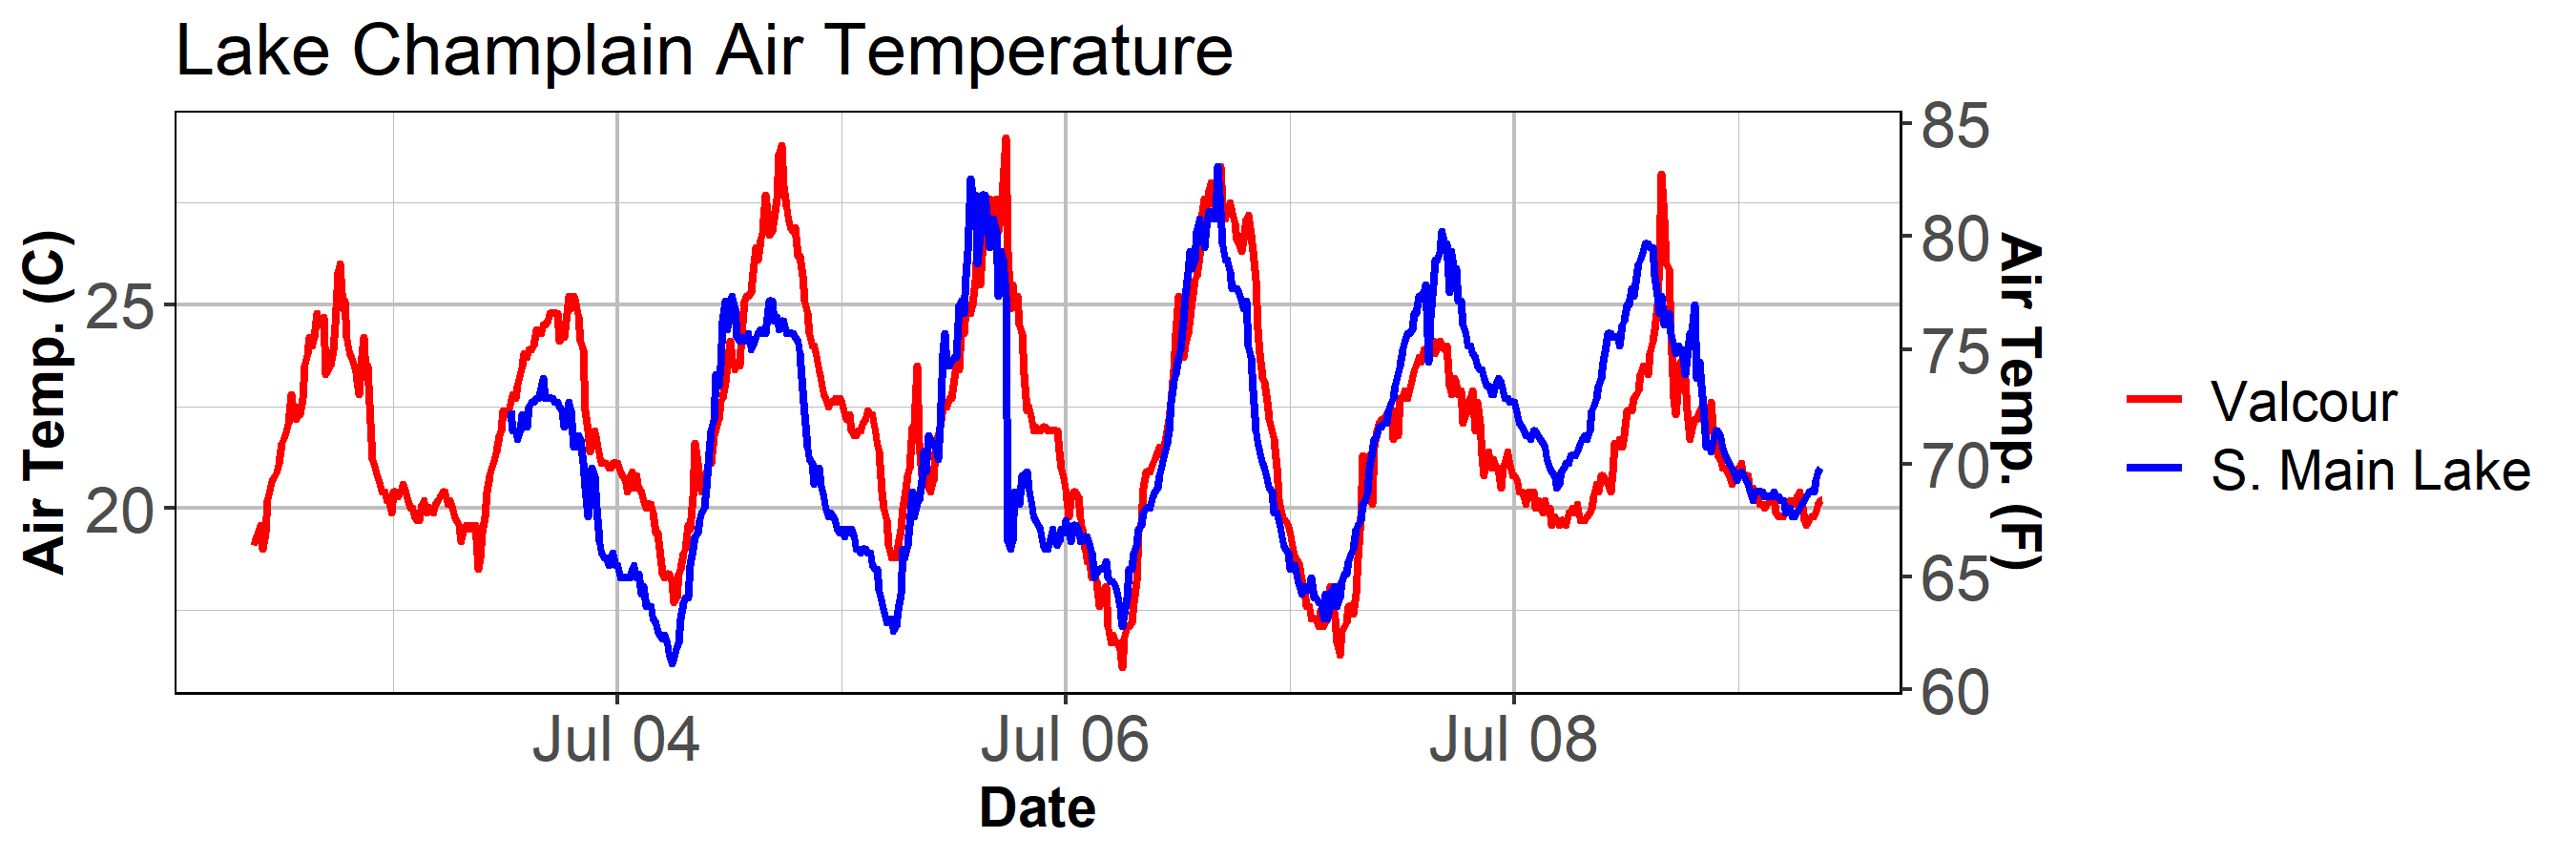 Lake Champlain Air Temperature
Air Temp. (C)
25
20
85
80
75
70
65
60
Air Temp. (F)
Jul 04
Jul 06
Jul 08
Date
Valcour
S. Main Lake